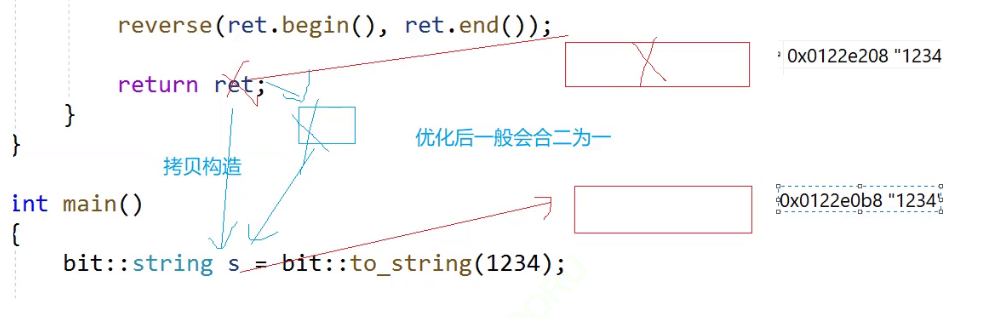 reverse(ret.begin(), ret.end());
0x0122e208 "1234
return ret;
}
优化后一般会合二为一
}
拷贝构造
int main()
0x0122e0b8 "1234"
{
bit::string s = bit::to_string(1234);